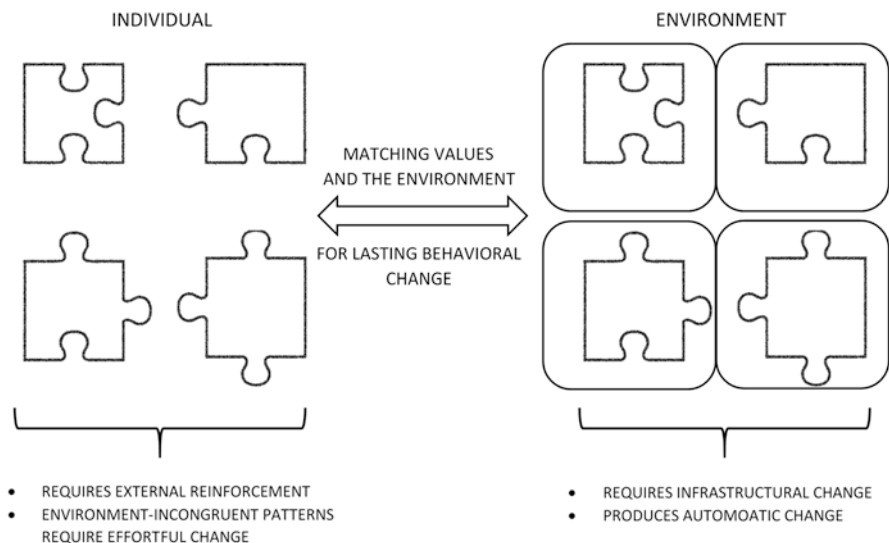 INDIVIDUAL
ENVIRONMENT
MATCHING VALUES
AND THE ENVIRONMENT
FOR LASTING BEHAVIORAL
CHANGE
• REQUIRES EXTERNAL REINFORCEMENT
• ENVIRONMENT-INCONGRUENT PATTERNS
REQUIRE EFFORTFUL CHANGE
• REQUIRES INFRASTRUCTURAL CHANGE
• PRODUCES AUTOMOATIC CHANGE